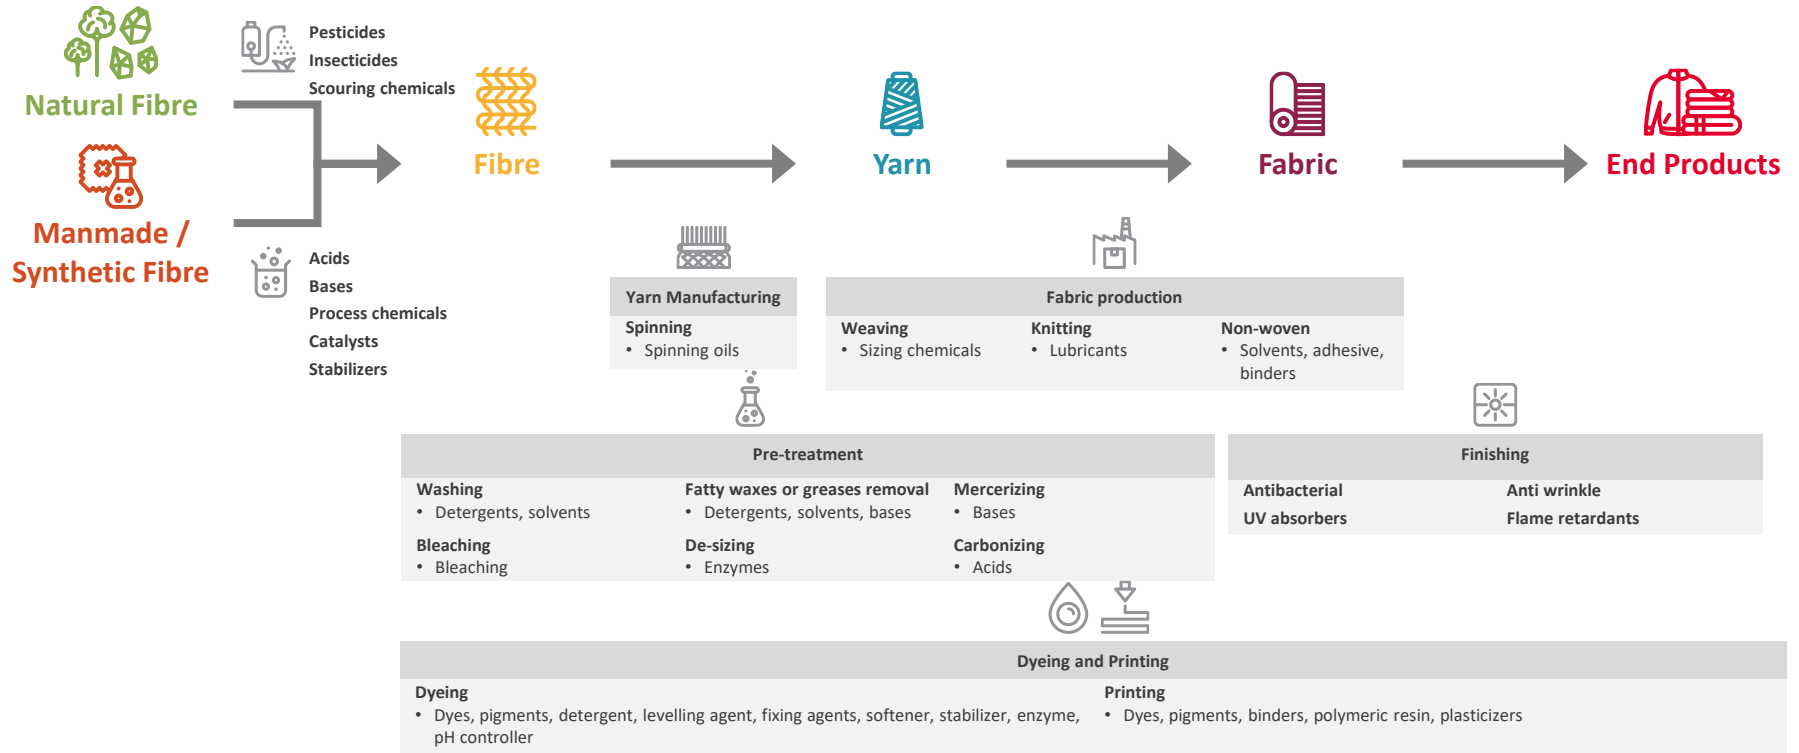 Natural Fibre
Pesticides
Insecticides
Scouring chemicals
Manmade /
Synthetic Fibre
Acids
Bases
Process chemicals
Catalysts
Stabilizers
Fibre
Yarn
Fabric
End Products
Yarn Manufacturing
Spinning
• Spinning oils
Fabric production
Weaving
• Sizing chemicals
Knitting
• Lubricants
Non-woven
• Solvents, adhesive,
binders
Pre-treatment
Washing
• Detergents, solvents
Fatty waxes or greases removal
• Detergents, solvents, bases
Mercerizing
• Bases
Bleaching
• Bleaching
De-sizing
• Enzymes
Carbonizing
• Acids
Finishing
Antibacterial
Anti wrinkle
UV absorbers
Flame retardants
Dyeing and Printing
Dyeing
• Dyes, pigments, detergent, levelling agent, fixing agents, softener, stabilizer, enzyme,
pH controller
Printing
• Dyes, pigments, binders, polymeric resin, plasticizers